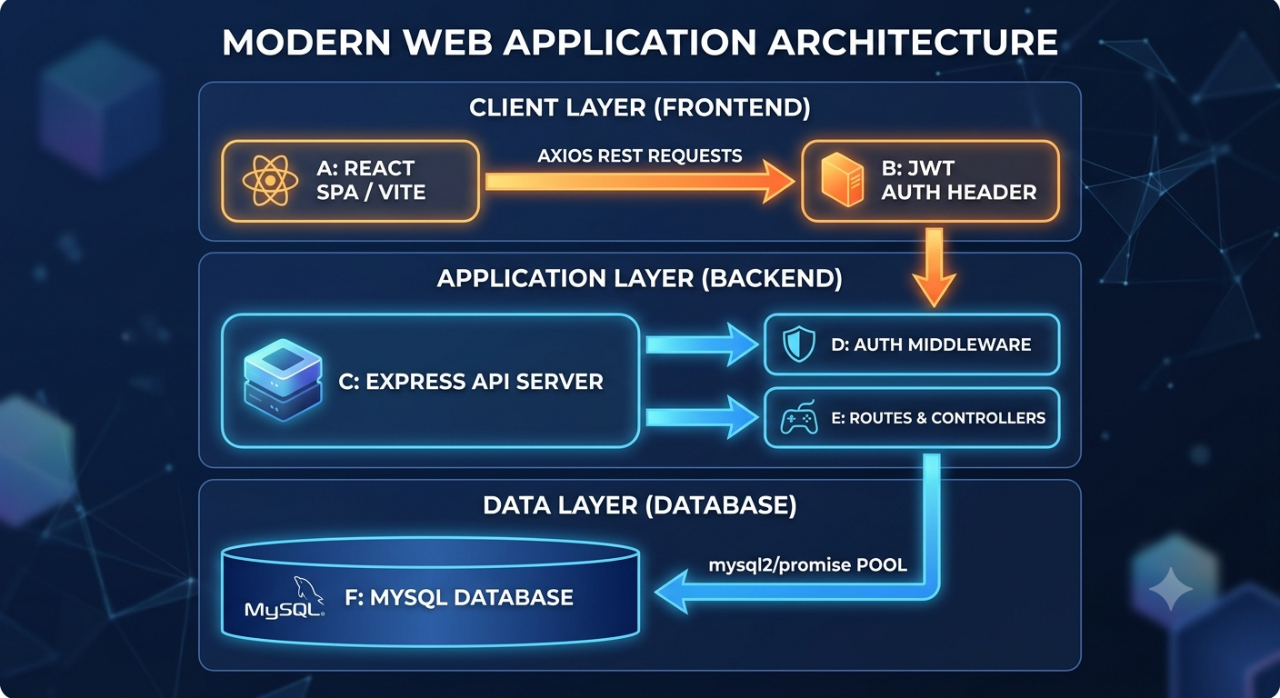 MODERN WEB APPLICATION ARCHITECTURE
CLIENT LAYER (FRONTEND)
A: REACT
SPA / VITE
AXIOS REST REQUESTS
B: JWT
AUTH HEADER
APPLICATION LAYER (BACKEND)
C: EXPRESS API SERVER
D: AUTH MIDDLEWARE
E: ROUTES & CONTROLLERS
DATA LAYER (DATABASE)
mysql2/promise POOL
MySQL®
F: MYSQL DATABASE